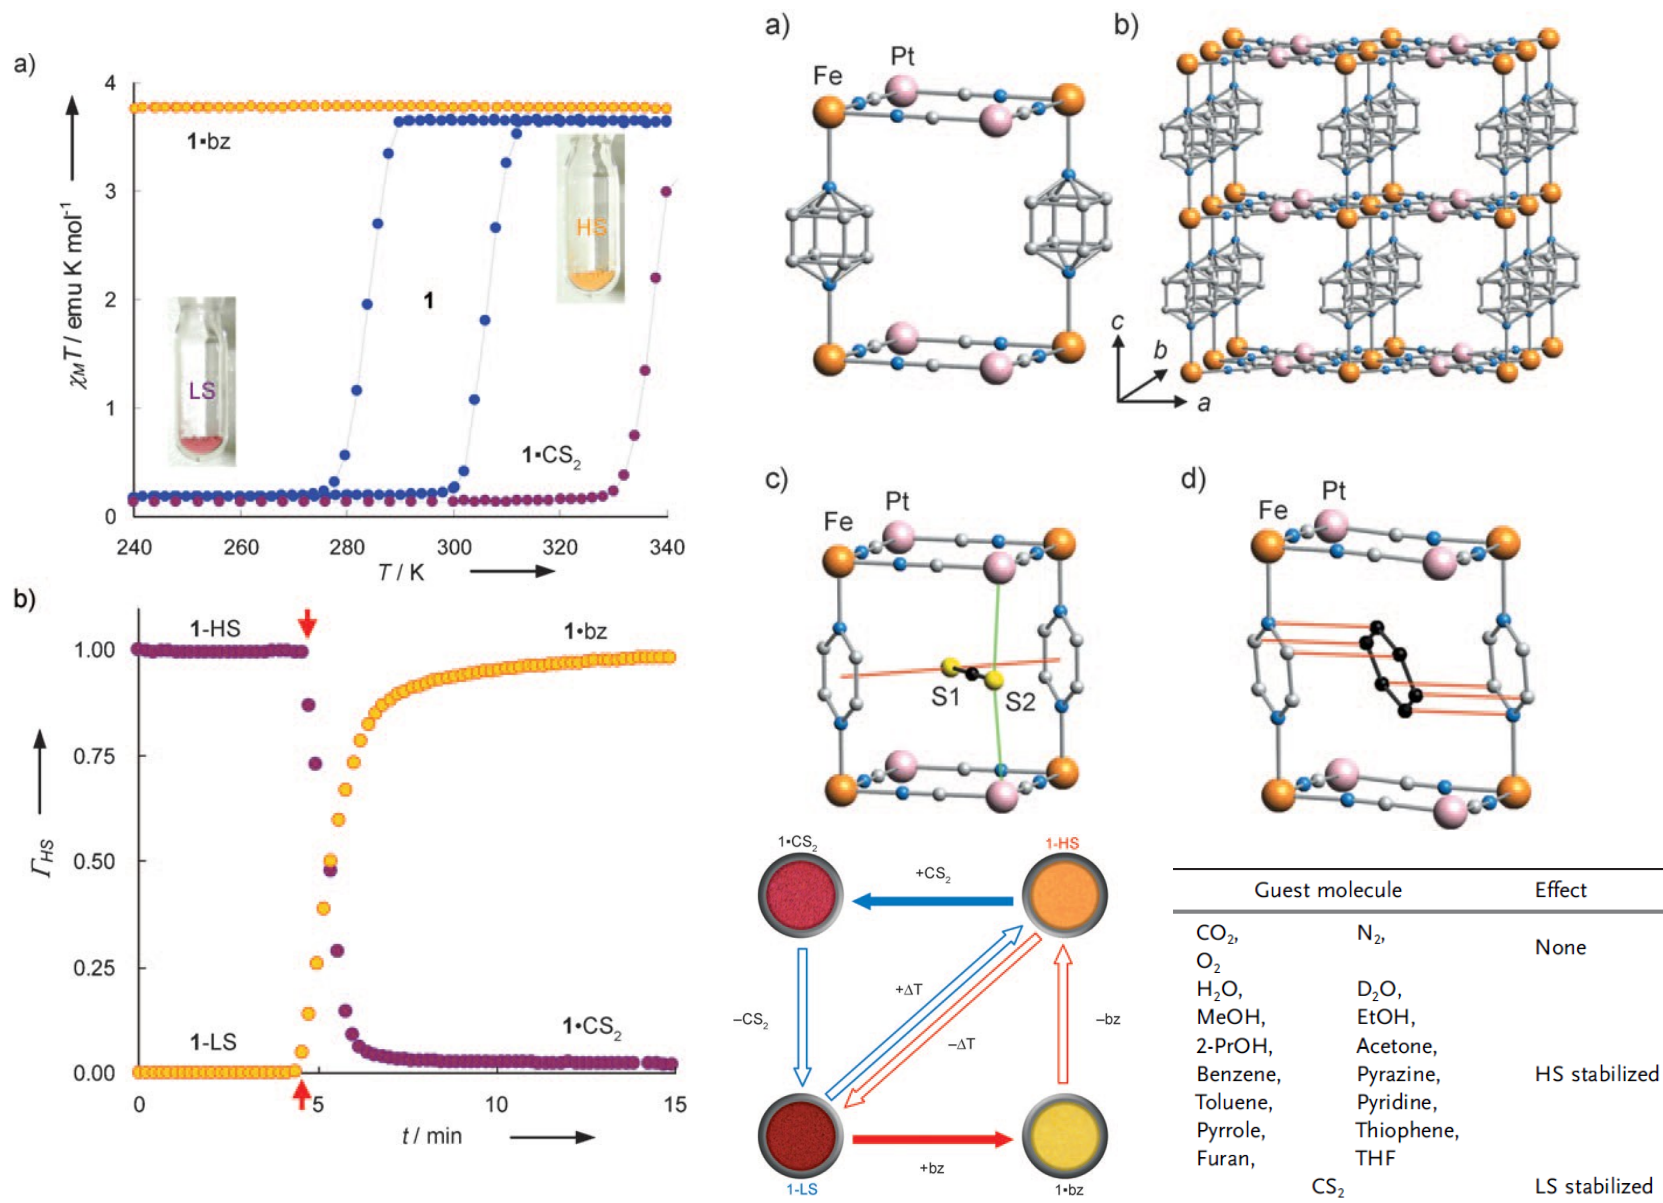 a)
4
3
2
1
0
χ_M T / emu K mol⁻¹
1▪bz
1
HS
LS
1▪CS₂
240 260 280 300 320 340
T / K
b)
1.00
0.75
0.50
0.25
0.00
Γ_HS
1-HS
1•bz
1-LS
1•CS₂
0 5 10 15
t / min
a)
Fe
Pt
b)
c
b
a
c)
Fe
Pt
S1
S2
d)
Fe
Pt
1•CS₂
1-HS
+CS₂
–CS₂
+ΔT
–ΔT
–bz
+bz
1-LS
1•bz
Guest molecule Effect
CO₂, N₂,
None
O₂
H₂O, D₂O,
MeOH, EtOH,
2-PrOH, Acetone,
Benzene, Pyrazine, HS stabilized
Toluene, Pyridine,
Pyrrole, Thiophene,
Furan, THF
CS₂ LS stabilized